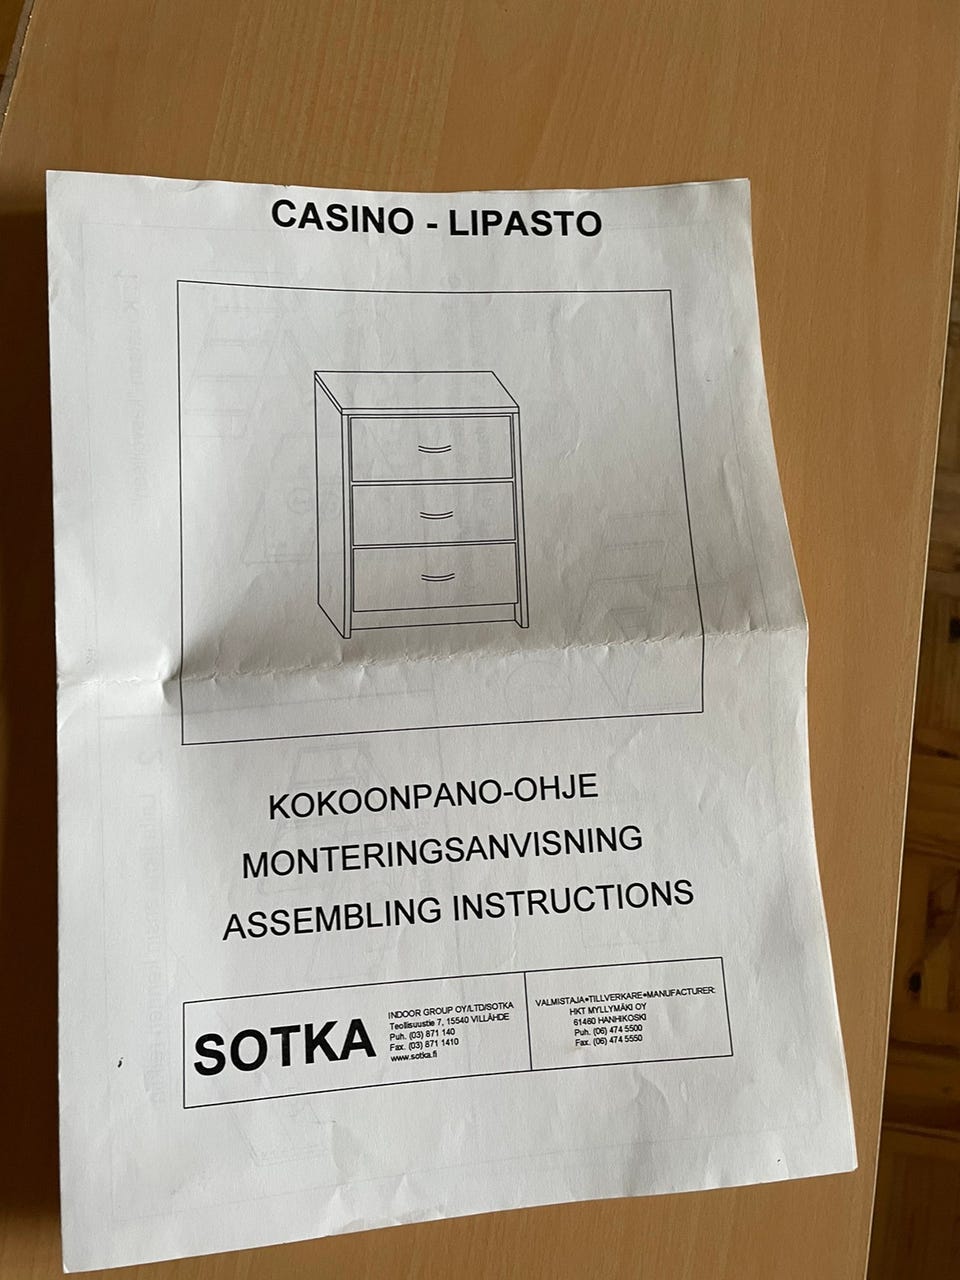 CASINO - LIPASTO
KOKOONPANO-OHJE
MONTERINGSANVISNING
ASSEMBLING INSTRUCTIONS
SOTKA
INDOOR GROUP OY/LTD/SOTKA
Teollisuustie 7, 15540 VILLÄHDE
Puh. (03) 871 140
Fax. (03) 871 1410
www.sotka.fi
VALMISTAJA•TILLVERKARE•MANUFACTURER:
HKT MYLLYMÄKI OY
61460 HANHIKOSKI
Puh. (06) 474 5500
Fax. (06) 474 5550